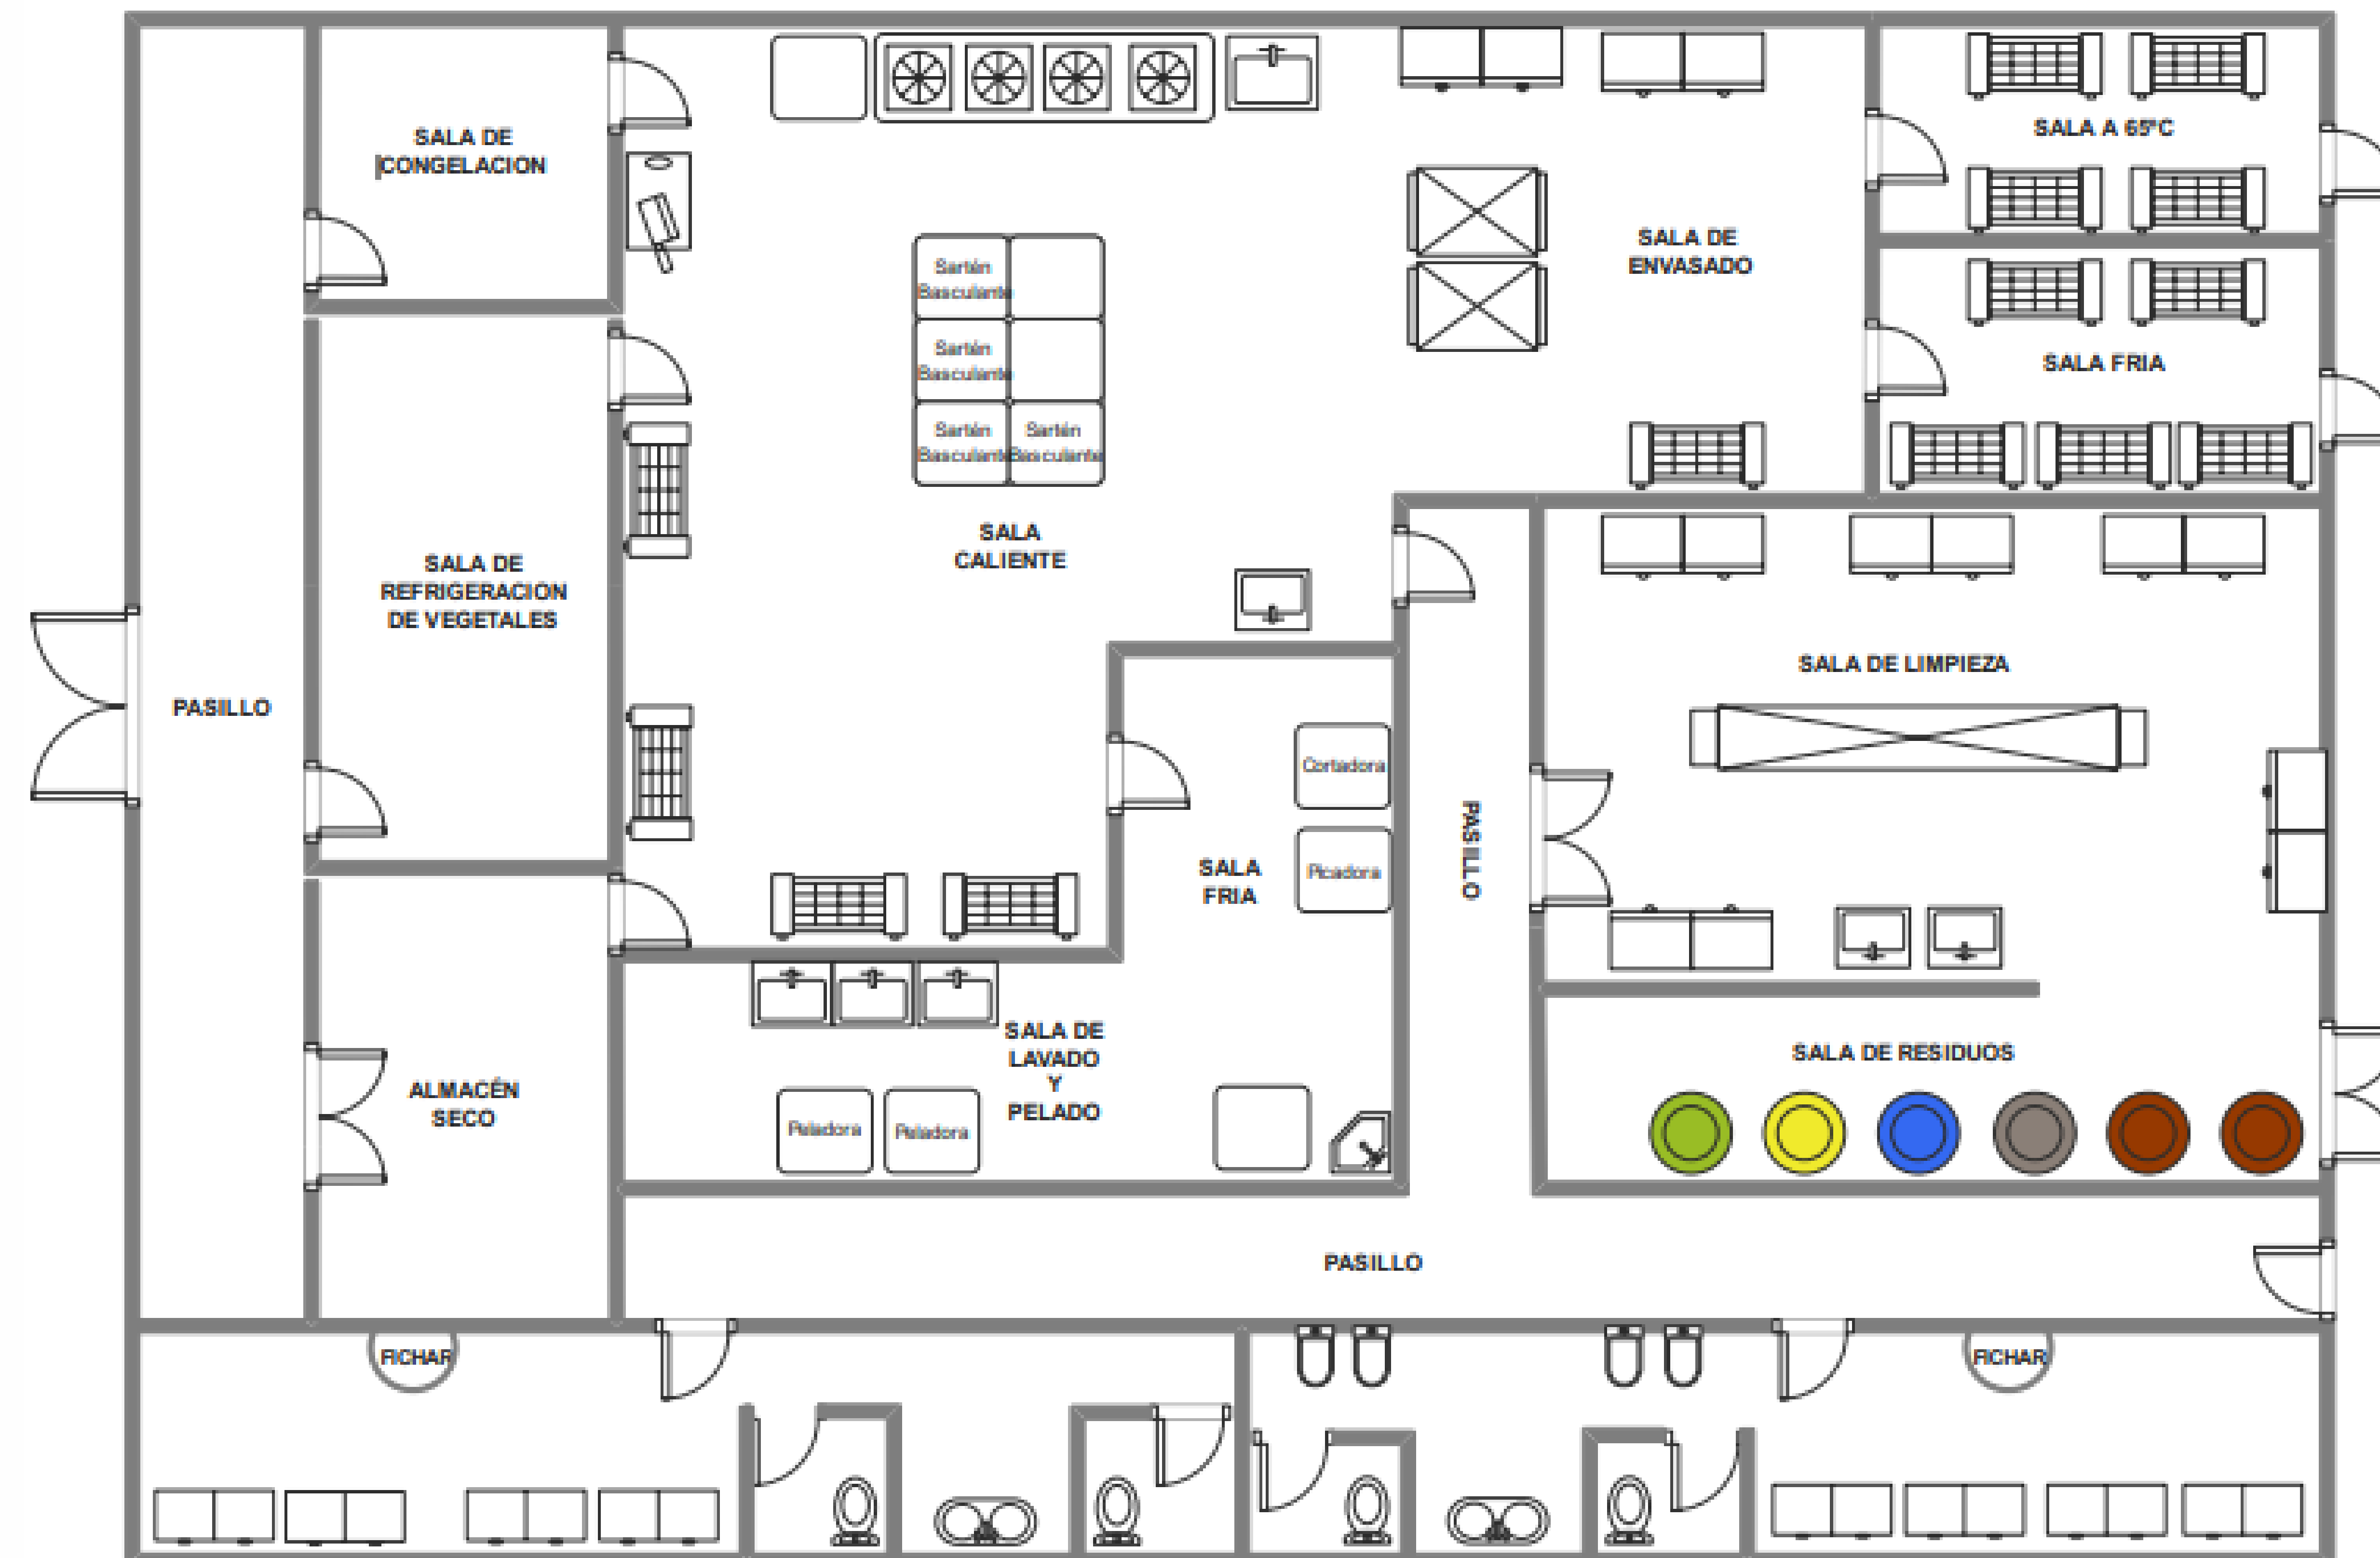 SALA DE
CONGELACION
SALA A 65ºC
SALA DE
ENVASADO
Sartén
Basculante
Sartén
Basculante
Sartén
Basculante
Sartén
Basculante
SALA FRIA
SALA
CALIENTE
SALA DE
REFRIGERACION
DE VEGETALES
SALA DE LIMPIEZA
PASILLO
Cortadora
PASILLO
SALA
FRIA
Picadora
SALA DE
LAVADO
Y
PELADO
SALA DE RESIDUOS
ALMACÉN
SECO
Peladora
Peladora
PASILLO
FICHAR
FICHAR